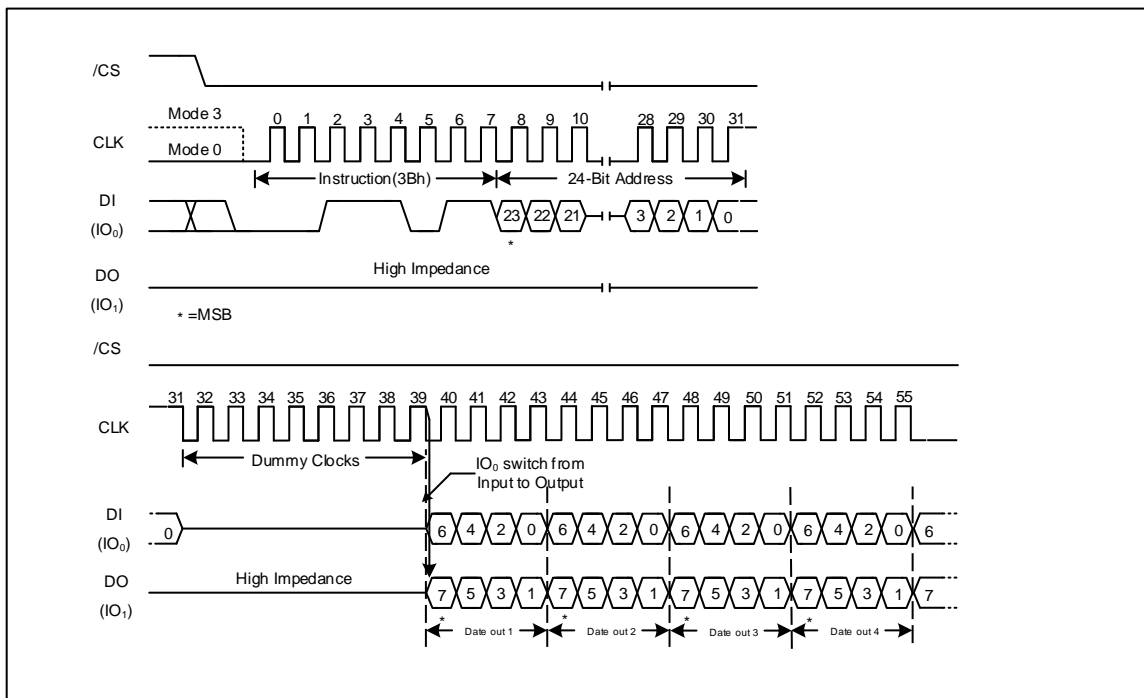 /CS
Mode 3
0 1 2 3 4 5 6 7 8 9 10 28 29 30 31
CLK
Mode 0
Instruction(3Bh) 24-Bit Address
DI
(IO0)
23 22 21 3 2 1 0
*
DO
(IO1)
High Impedance
* =MSB
/CS
31 32 33 34 35 36 37 38 39 40 41 42 43 44 45 46 47 48 49 50 51 52 53 54 55
CLK
Dummy Clocks
IO0 switch from
Input to Output
DI
(IO0)
0 6 4 2 0 6 4 2 0 6 4 2 0 6 4 2 0 6
DO
(IO1)
High Impedance
7 5 3 1 7 5 3 1 7 5 3 1 7 5 3 1 7
* * * *
Date out 1 Date out 2 Date out 3 Date out 4